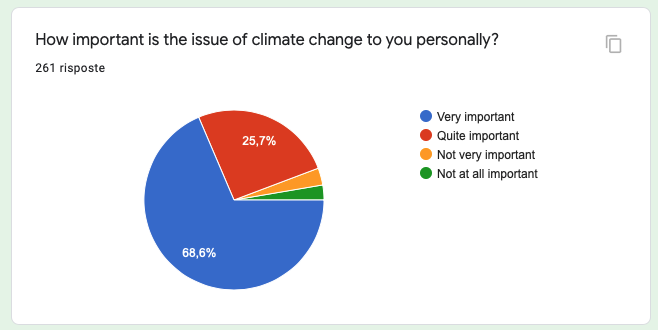 How important is the issue of climate change to you personally?
261 risposte
Very important
Quite important
Not very important
Not at all important
25,7%
68,6%